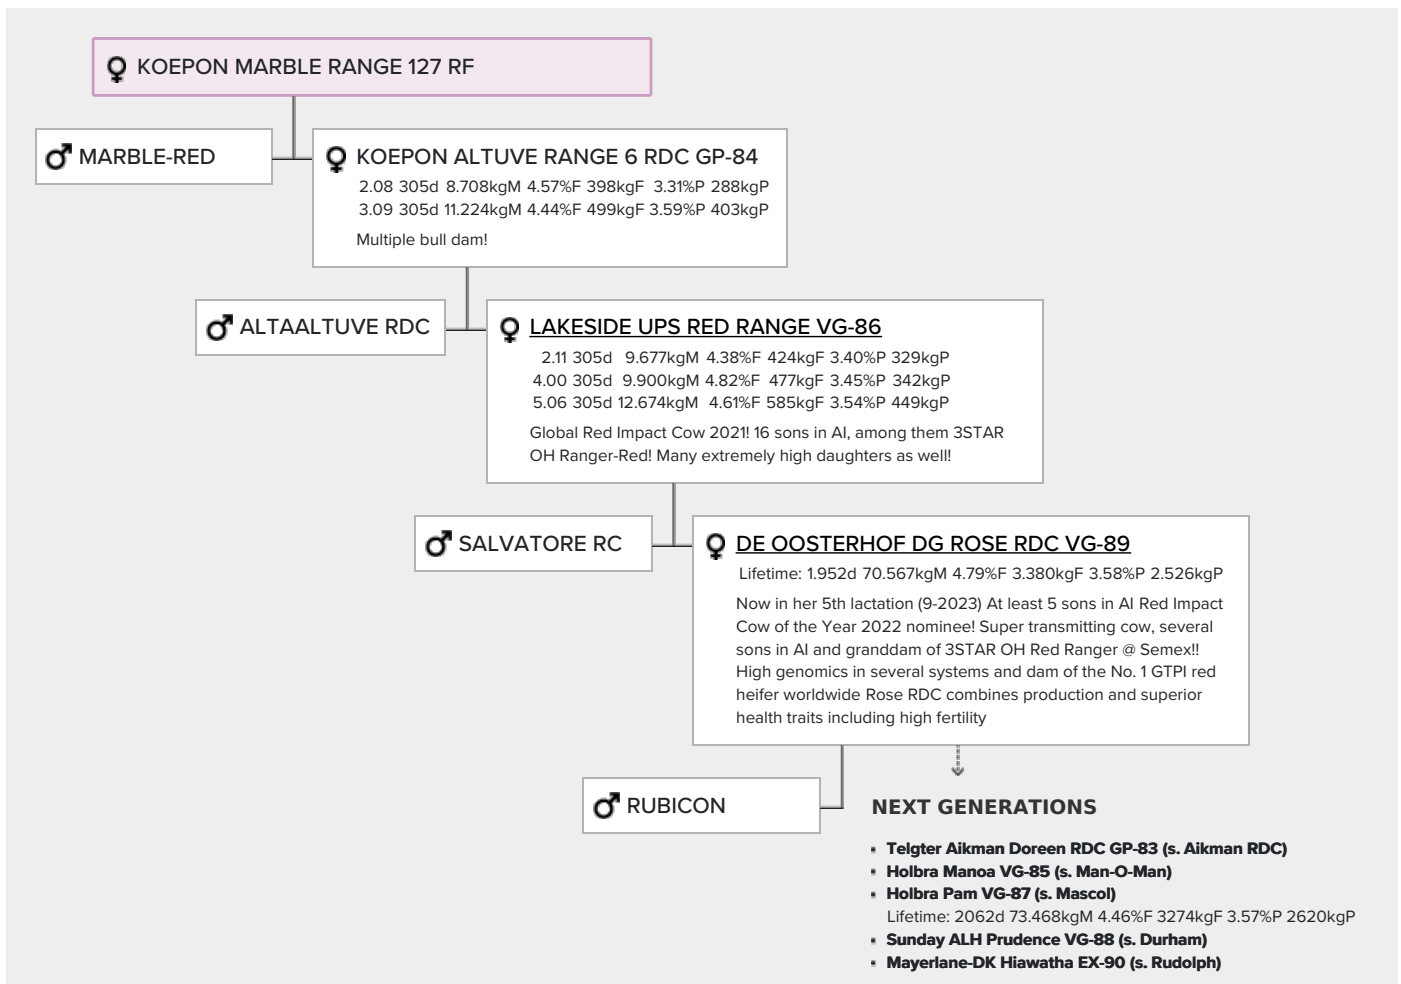 KOEPON MARBLE RANGE 127 RF
MARBLE-RED
KOEPON ALTUVE RANGE 6 RDC GP-84
2.08 305d 8.708kgM 4.57%F 398kgF 3.31%P 288kgP
3.09 305d 11.224kgM 4.44%F 499kgF 3.59%P 403kgP
Multiple bull dam!
ALTAALTUVE RDC
LAKESIDE UPS RED RANGE VG-86
2.11 305d 9.677kgM 4.38%F 424kgF 3.40%P 329kgP
4.00 305d 9.900kgM 4.82%F 477kgF 3.45%P 342kgP
5.06 305d 12.674kgM 4.61%F 585kgF 3.54%P 449kgP
Global Red Impact Cow 2021! 16 sons in AI, among them 3STAR
OH Ranger-Red! Many extremely high daughters as well!
SALVATORE RC
DE OOSTERHOF DG ROSE RDC VG-89
Lifetime: 1.952d 70.567kgM 4.79%F 3.380kgF 3.58%P 2.526kgP
Now in her 5th lactation (9-2023) At least 5 sons in AI Red Impact
Cow of the Year 2022 nominee! Super transmitting cow, several
sons in AI and granddam of 3STAR OH Red Ranger @ Semex!!
High genomics in several systems and dam of the No. 1 GTPI red
heifer worldwide Rose RDC combines production and superior
health traits including high fertility
RUBICON
NEXT GENERATIONS
Telgter Aikman Doreen RDC GP-83 (s. Aikman RDC)
Holbra Manoa VG-85 (s. Man-O-Man)
Holbra Pam VG-87 (s. Mascol)
Lifetime: 2062d 73.468kgM 4.46%F 3274kgF 3.57%P 2620kgP
Sunday ALH Prudence VG-88 (s. Durham)
Mayerlane-DK Hiawatha EX-90 (s. Rudolph)